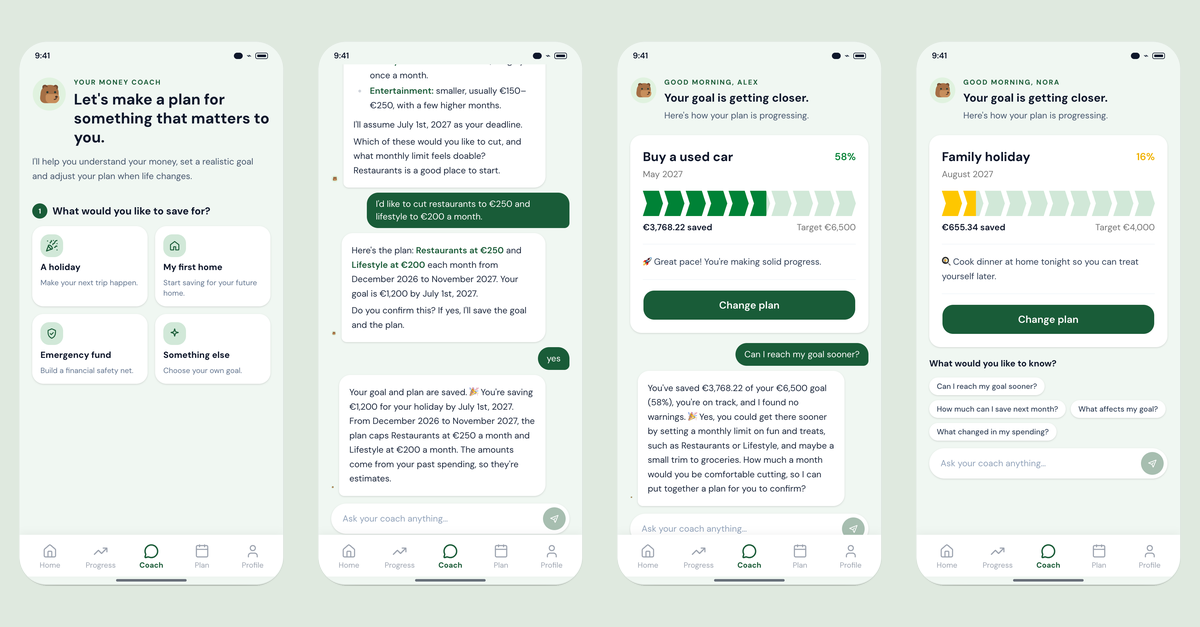 9:41
YOUR MONEY COACH
Let's make a plan for
something that matters to
you.
I'll help you understand your money, set a realistic goal
and adjust your plan when life changes.
1 What would you like to save for?
A holiday
Make your next trip happen.
My first home
Start saving for your future
home.
Emergency fund
Build a financial safety net.
Something else
Choose your own goal.
Home Progress Coach Plan Profile
9:41
once a month.
Entertainment: smaller, usually €150–
€250, with a few higher months.
I'll assume July 1st, 2027 as your deadline.
Which of these would you like to cut, and
what monthly limit feels doable?
Restaurants is a good place to start.
I'd like to cut restaurants to €250 and
lifestyle to €200 a month.
Here's the plan: Restaurants at €250 and
Lifestyle at €200 each month from
December 2026 to November 2027. Your
goal is €1,200 by July 1st, 2027.
Do you confirm this? If yes, I'll save the goal
and the plan.
yes
Your goal and plan are saved. 🎉 You're saving
€1,200 for your holiday by July 1st, 2027.
From December 2026 to November 2027, the
plan caps Restaurants at €250 a month and
Lifestyle at €200 a month. The amounts
come from your past spending, so they're
estimates.
Ask your coach anything...
Home Progress Coach Plan Profile
9:41
GOOD MORNING, ALEX
Your goal is getting closer.
Here's how your plan is progressing.
Buy a used car 58%
May 2027
€3,768.22 saved Target €6,500
🚀 Great pace! You're making solid progress.
Change plan
Can I reach my goal sooner?
You've saved €3,768.22 of your €6,500 goal
(58%), you're on track, and I found no
warnings. 🎉 Yes, you could get there sooner
by setting a monthly limit on fun and treats,
such as Restaurants or Lifestyle, and maybe a
small trim to groceries. How much a month
would you be comfortable cutting, so I can
put together a plan for you to confirm?
Ask your coach anything...
Home Progress Coach Plan Profile
9:41
GOOD MORNING, NORA
Your goal is getting closer.
Here's how your plan is progressing.
Family holiday 16%
August 2027
€655.34 saved Target €4,000
🍳 Cook dinner at home tonight so you can treat
yourself later.
Change plan
What would you like to know?
Can I reach my goal sooner?
How much can I save next month? What affects my goal?
What changed in my spending?
Ask your coach anything...
Home Progress Coach Plan Profile